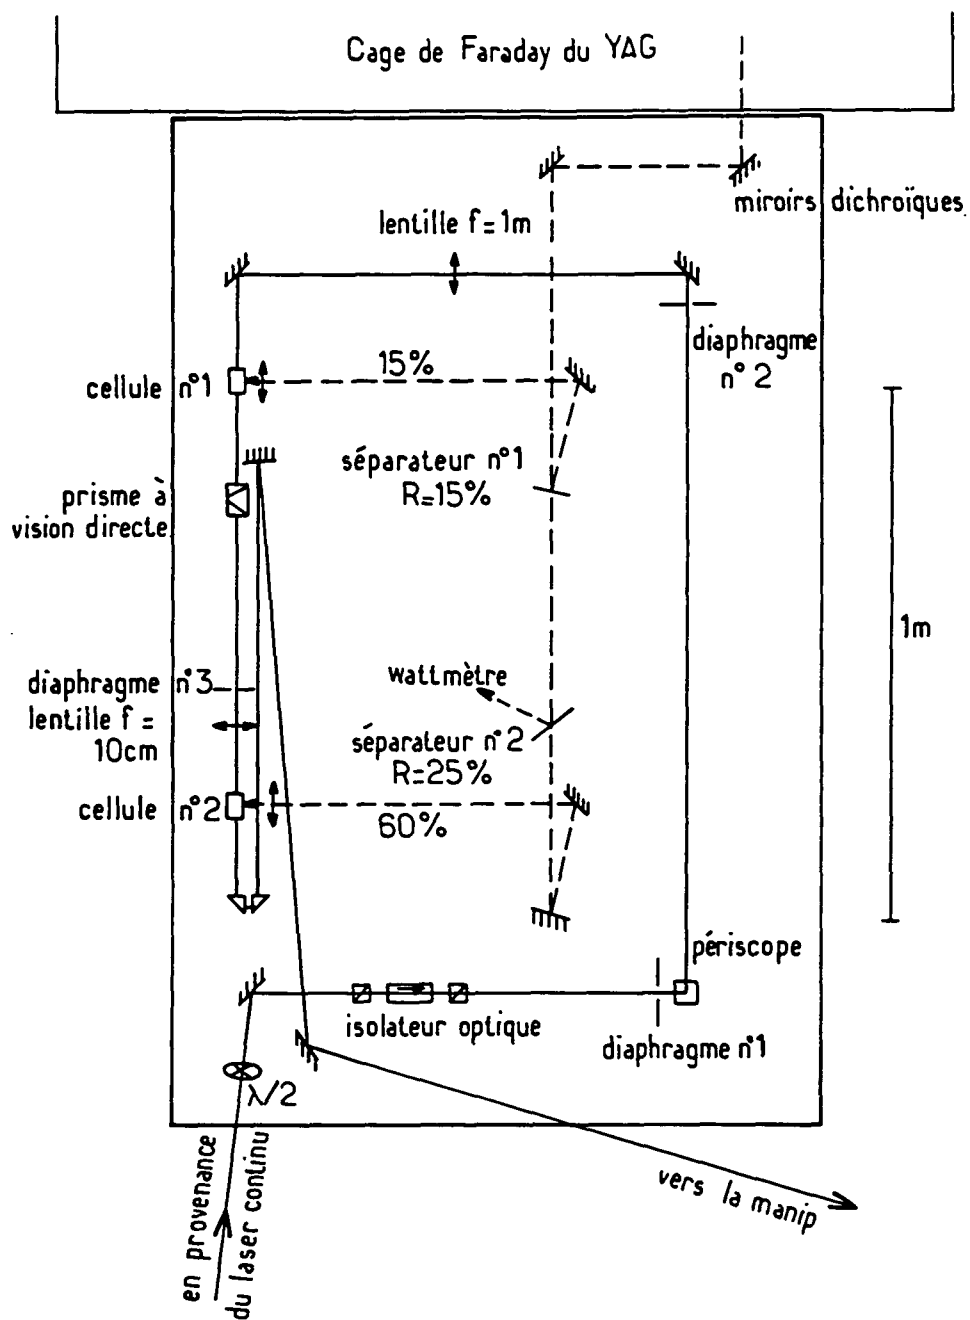 Cage de Faraday du YAG
miroirs dichroïques
lentille f=1m
diaphragme
n° 2
15%
cellule n°1
séparateur n°1
R=15%
prisme à
vision directe
1m
wattmètre
diaphragme n°3
lentille f =
10cm
séparateur n°2
R=25%
cellule n°2
60%
périscope
isolateur optique
diaphragme n°1
λ/2
en provenance
du laser continu
vers la manip